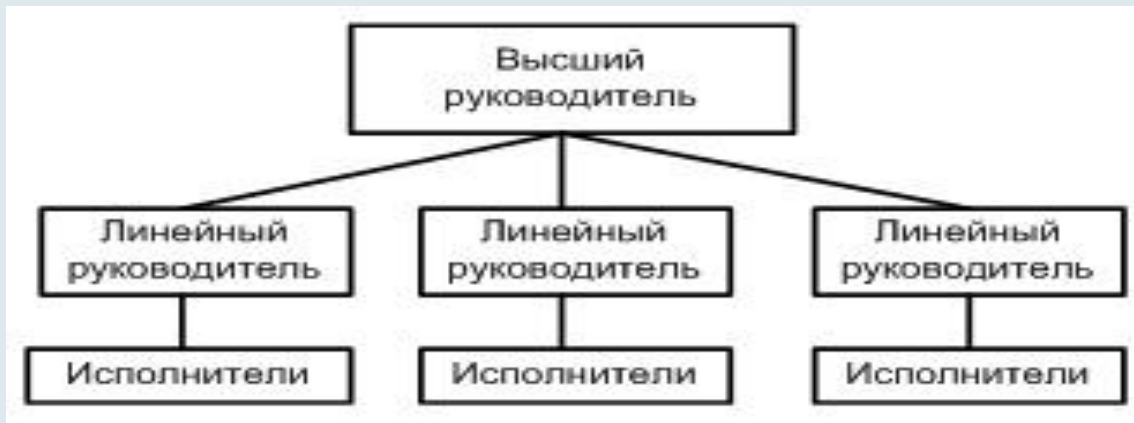 Высший
руководитель
Линейный
руководитель
Линейный
руководитель
Линейный
руководитель
Исполнители
Исполнители
Исполнители